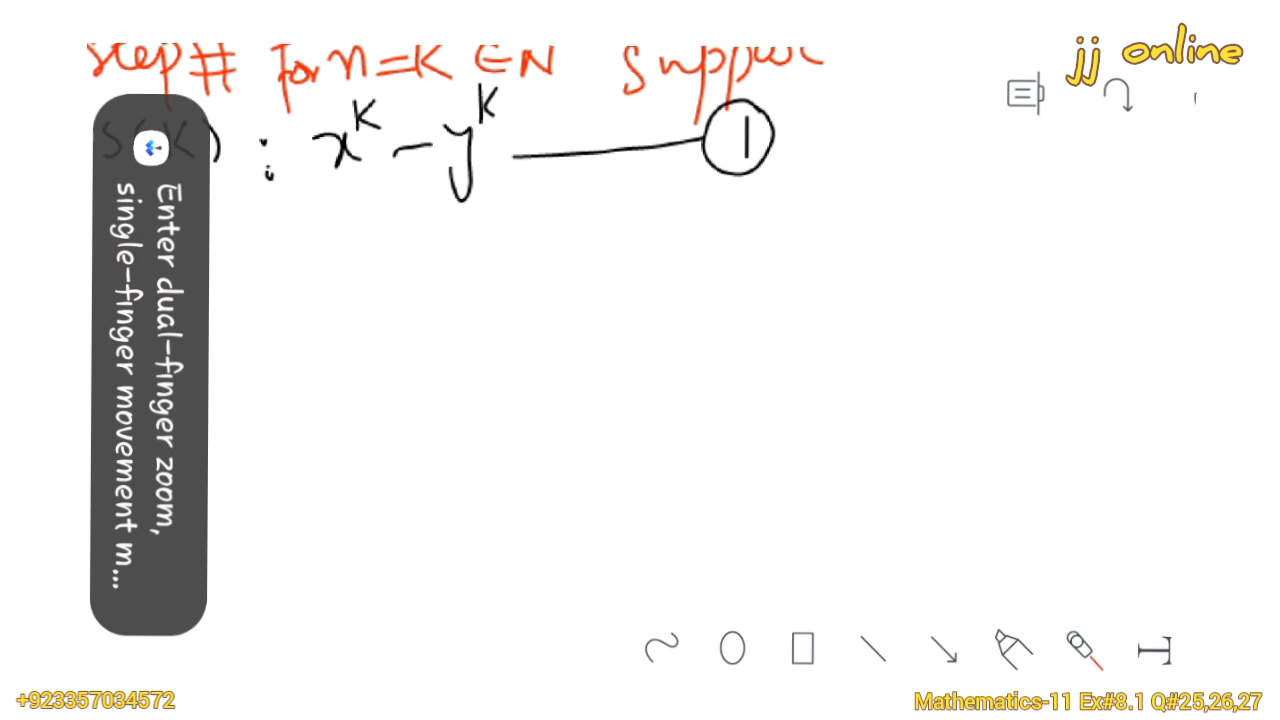 jj online
step# For n=K ∈ N Suppose
S(K) : x^K - y^K ——— 1
Enter dual-finger zoom,
single-finger movement m...
+923357034572
Mathematics-11 Ex#8.1 Q#25,26,27